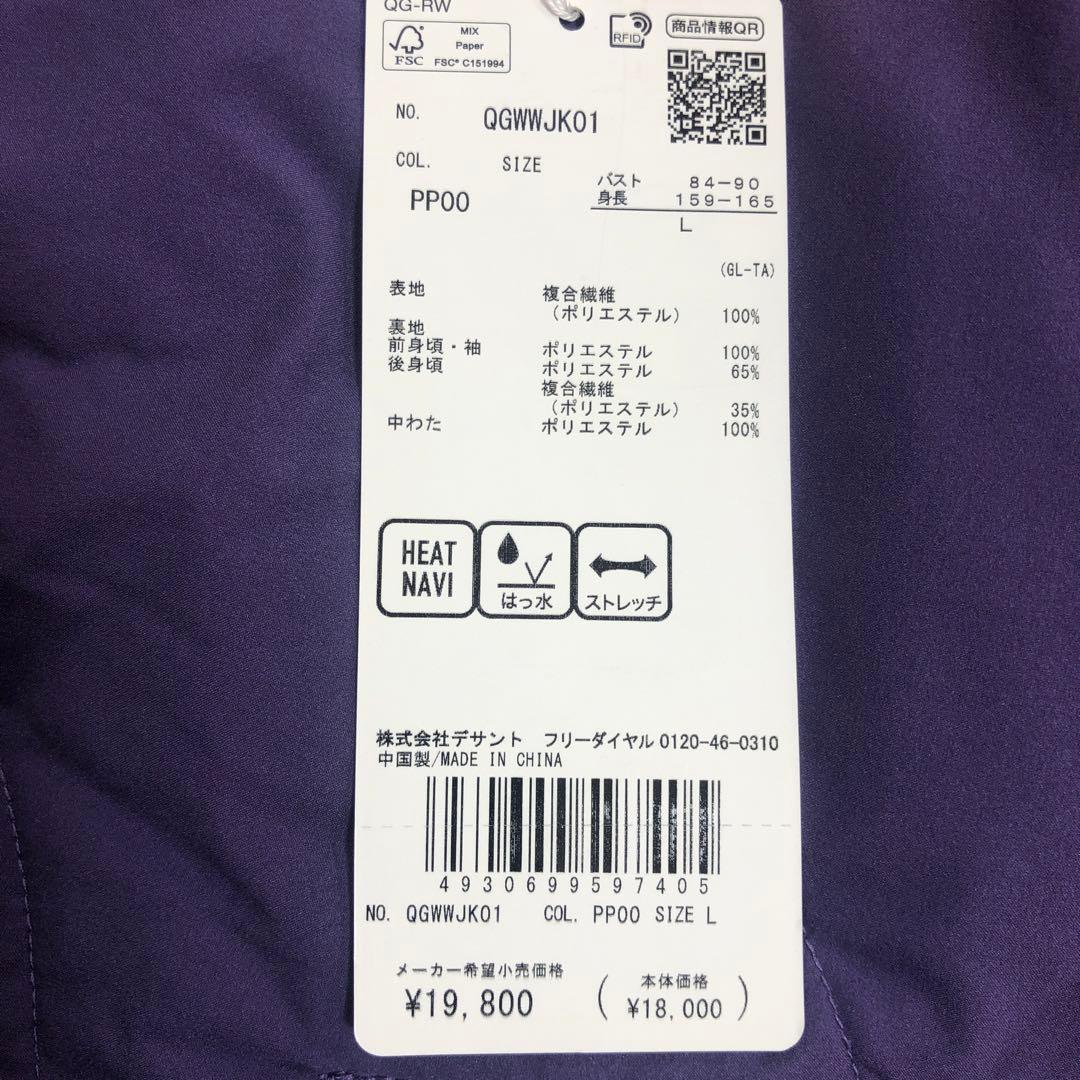 QG-RW
FSC
MIX
Paper
FSC® C151994
RFID
商品情報QR
NO. QGWWJK01
COL. SIZE
PP00
バスト 84-90
身長 159-165
L
(GL-TA)
表地 複合繊維
(ポリエステル) 100%
裏地
前身頃・袖 ポリエステル 100%
後身頃 ポリエステル 65%
複合繊維
(ポリエステル) 35%
中わた ポリエステル 100%
HEAT
NAVI
はっ水
ストレッチ
株式会社デサント フリーダイヤル 0120-46-0310
中国製/MADE IN CHINA
4930699597405
NO. QGWWJK01 COL. PP00 SIZE L
メーカー希望小売価格
¥19,800
(本体価格
¥18,000)